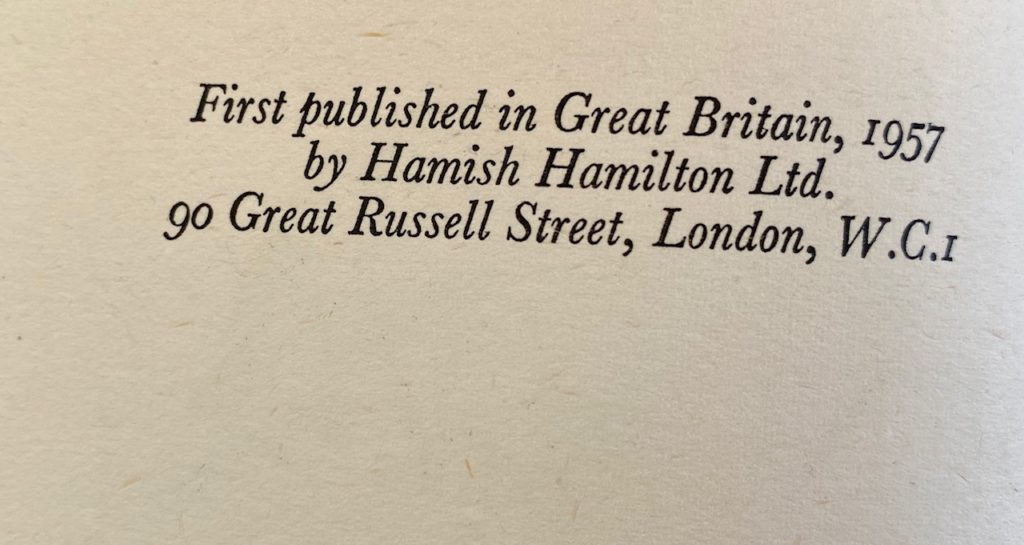 First published in Great Britain, 1957
by Hamish Hamilton Ltd.
90 Great Russell Street, London, W.C.1